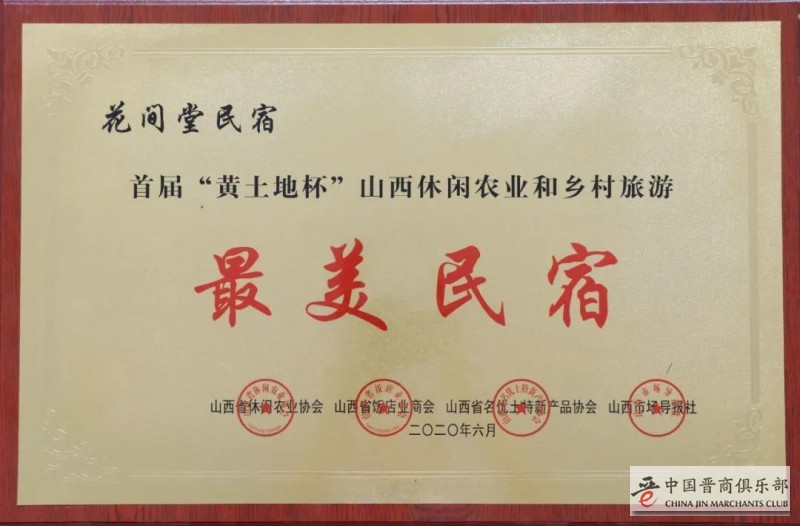 花间堂民宿
首届“黄土地杯”山西休闲农业和乡村旅游
最美民宿
山西省休闲农业协会 山西省饭店业商会 山西省名优土特新产品协会 山西市场导报社
二〇二〇年六月
中国晋商俱乐部
CHINA JIN MARCHANTS CLUB